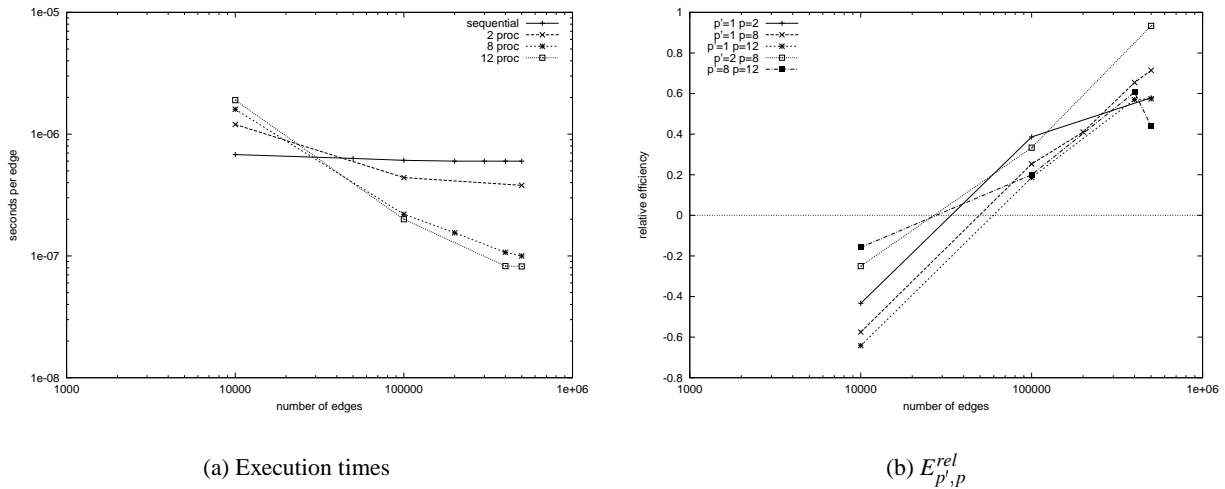 1e-05
1e-06
1e-07
1e-08
seconds per edge
1000
10000
100000
1e+06
number of edges
sequential
2 proc
8 proc
12 proc
(a) Execution times
1
0.8
0.6
0.4
0.2
0
-0.2
-0.4
-0.6
-0.8
relative efficiency
1000
10000
100000
1e+06
number of edges
p'=1 p=2
p'=1 p=8
p'=1 p=12
p'=2 p=8
p'=8 p=12
(b) E^{rel}_{p',p}